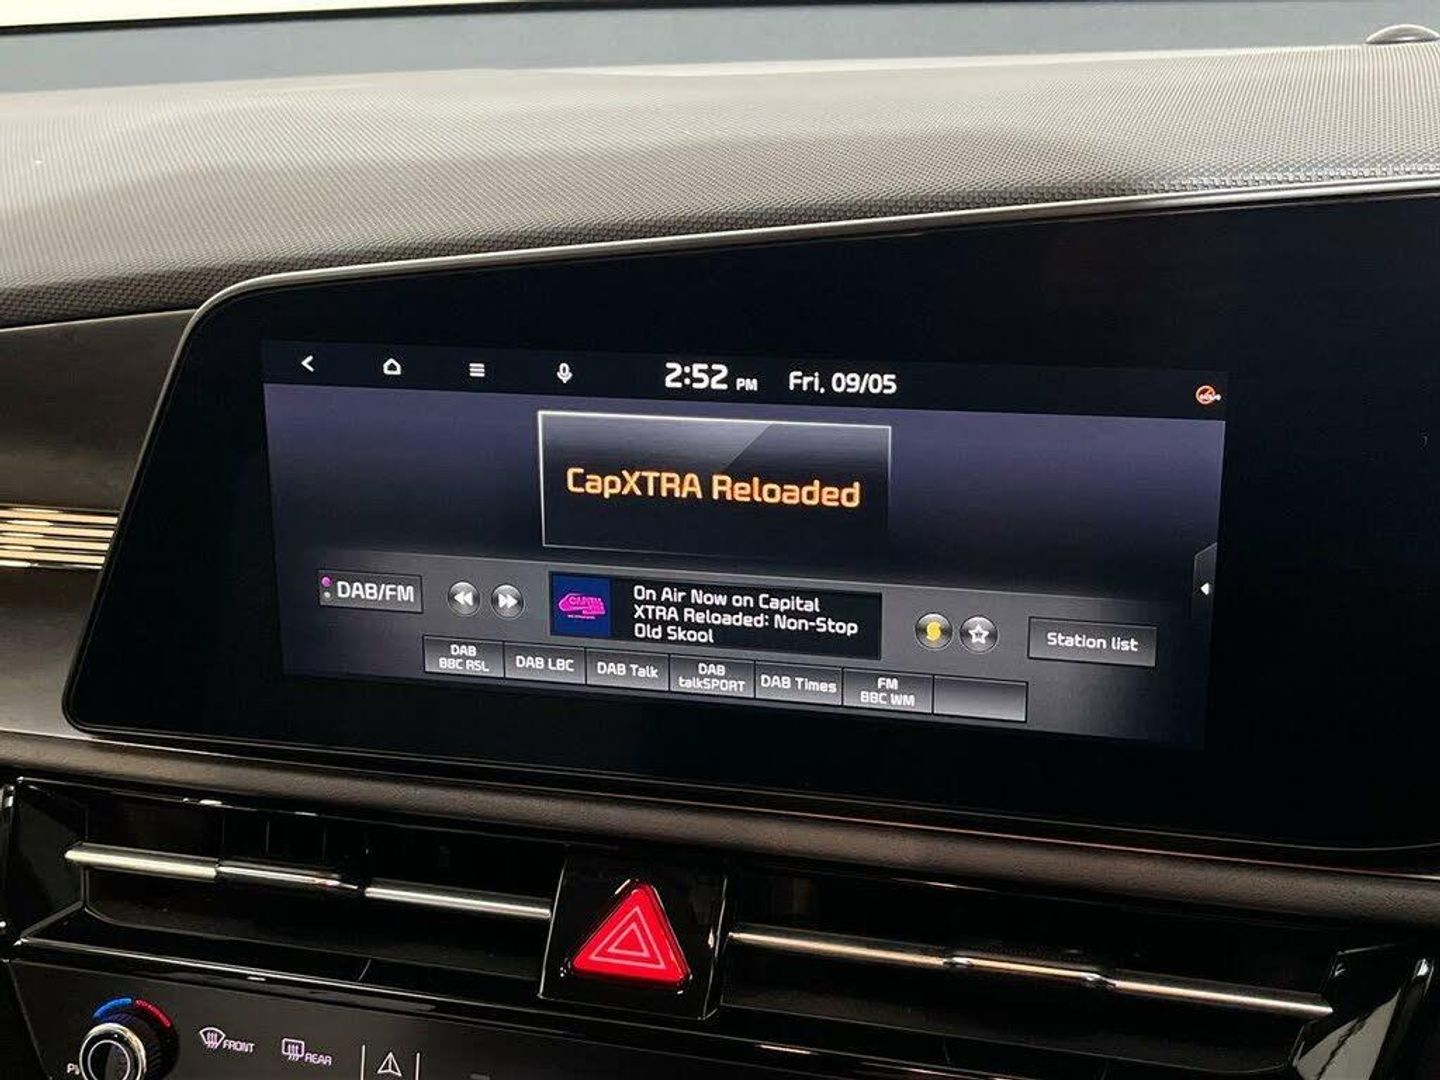 2:52 PM Fri, 09/05
CapXTRA Reloaded
DAB/FM
CAPITAL
On Air Now on Capital
XTRA Reloaded: Non-Stop
Old Skool
Station list
DAB
BBC RSL
DAB LBC
DAB Talk
DAB
talkSPORT
DAB Times
FM
BBC WM
FRONT
REAR